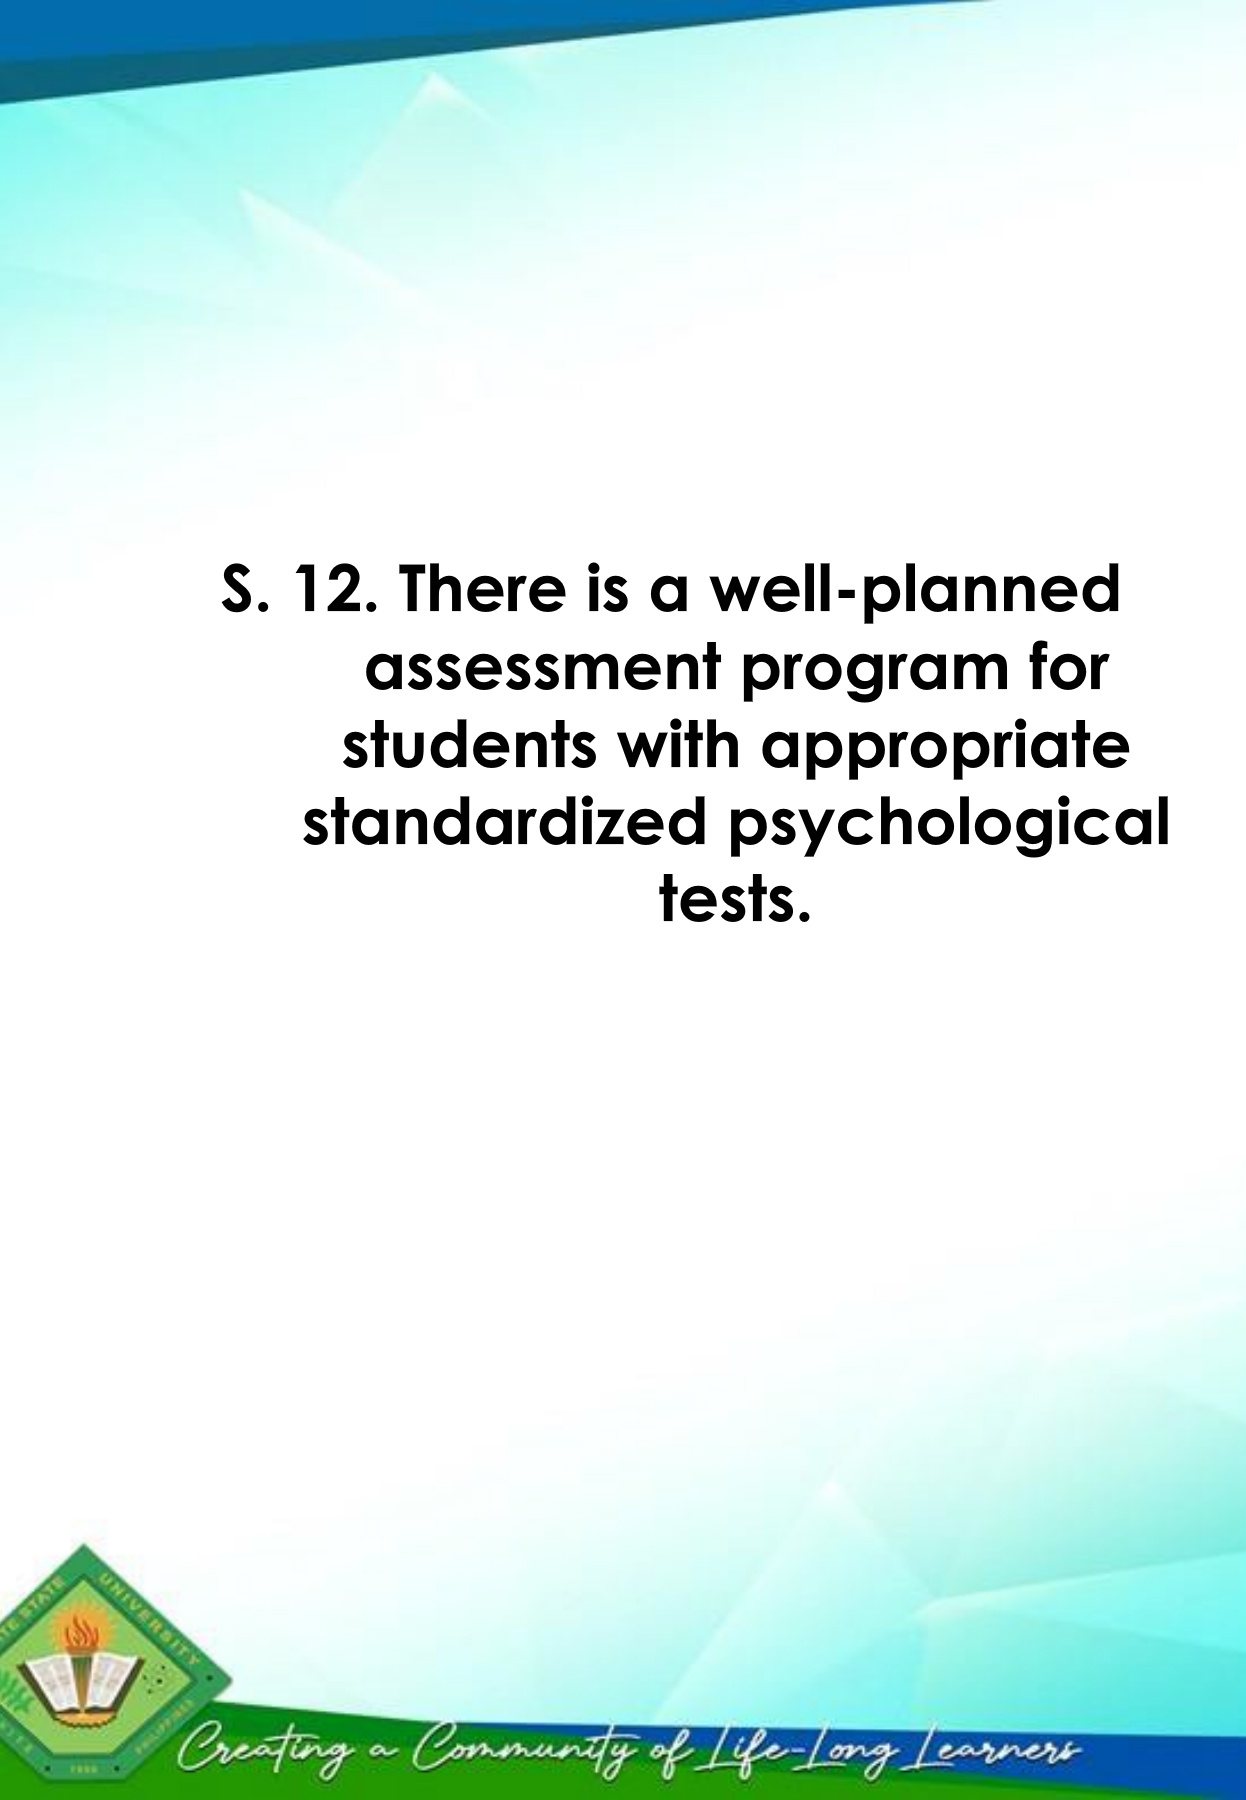 S. 12. There is a well-planned
assessment program for
students with appropriate
standardized psychological
tests.
STATE UNIVERSITY
PHILIPPINES
Creating a Community of Life-Long Learners